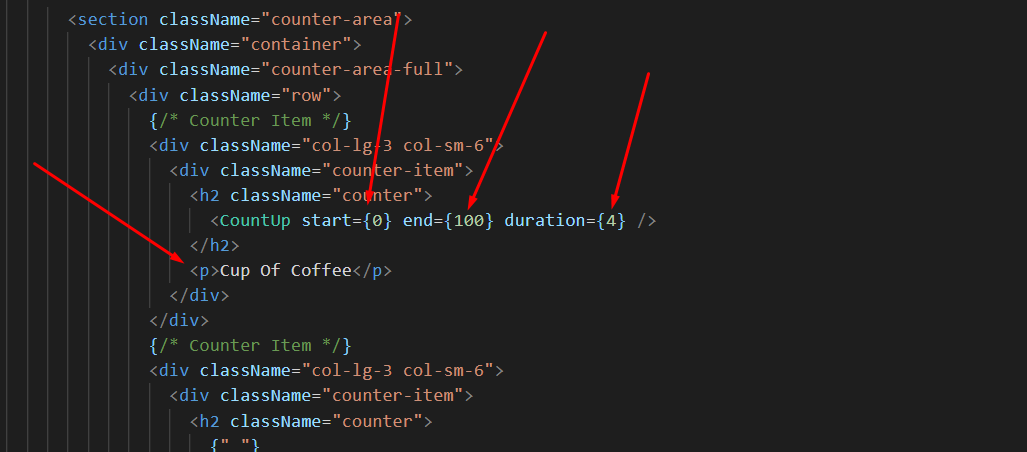 <section className="counter-area">
<div className="container">
<div className="counter-area-full">
<div className="row">
{/* Counter Item */}
<div className="col-lg-3 col-sm-6">
<div className="counter-item">
<h2 className="counter">
<CountUp start={0} end={100} duration={4} />
</h2>
<p>Cup Of Coffee</p>
</div>
</div>
{/* Counter Item */}
<div className="col-lg-3 col-sm-6">
<div className="counter-item">
<h2 className="counter">
{" "}